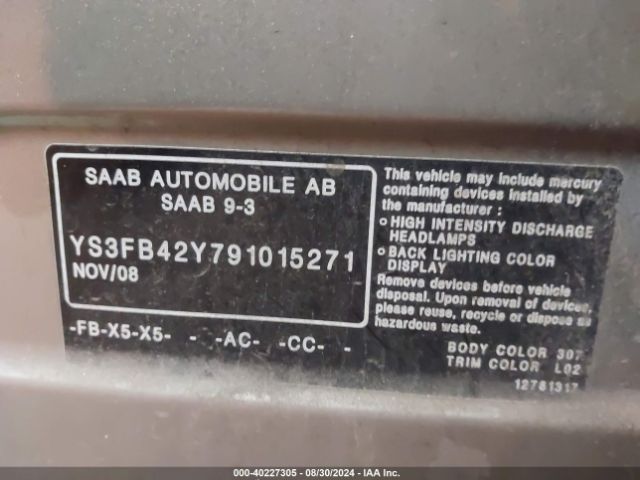 SAAB AUTOMOBILE AB
SAAB 9-3
YS3FB42Y791015271
NOV/08
-FB-X5-X5- - -AC- -CC- -
This vehicle may include mercury
containing devices installed by
the manufacturer :
o HIGH INTENSITY DISCHARGE
HEADLAMPS
o BACK LIGHTING COLOR
DISPLAY
Remove devices before vehicle
disposal. Upon removal of devices,
please reuse, recycle or dispose as
hazardous waste.
BODY COLOR 307
TRIM COLOR L02
12781317
000-40227305 - 08/30/2024 - IAA Inc.